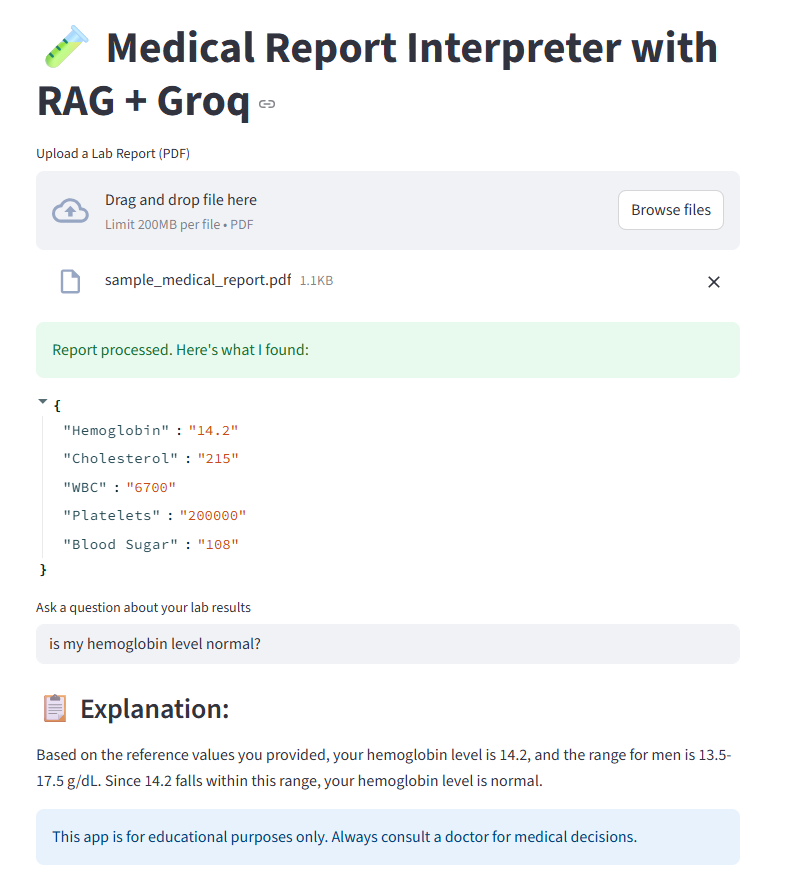 Medical Report Interpreter with
RAG + Groq
Upload a Lab Report (PDF)
Drag and drop file here
Limit 200MB per file • PDF
Browse files
sample_medical_report.pdf 1.1KB
Report processed. Here's what I found:
{
"Hemoglobin" : "14.2"
"Cholesterol" : "215"
"WBC" : "6700"
"Platelets" : "200000"
"Blood Sugar" : "108"
}
Ask a question about your lab results
is my hemoglobin level normal?
Explanation:
Based on the reference values you provided, your hemoglobin level is 14.2, and the range for men is 13.5-
17.5 g/dL. Since 14.2 falls within this range, your hemoglobin level is normal.
This app is for educational purposes only. Always consult a doctor for medical decisions.